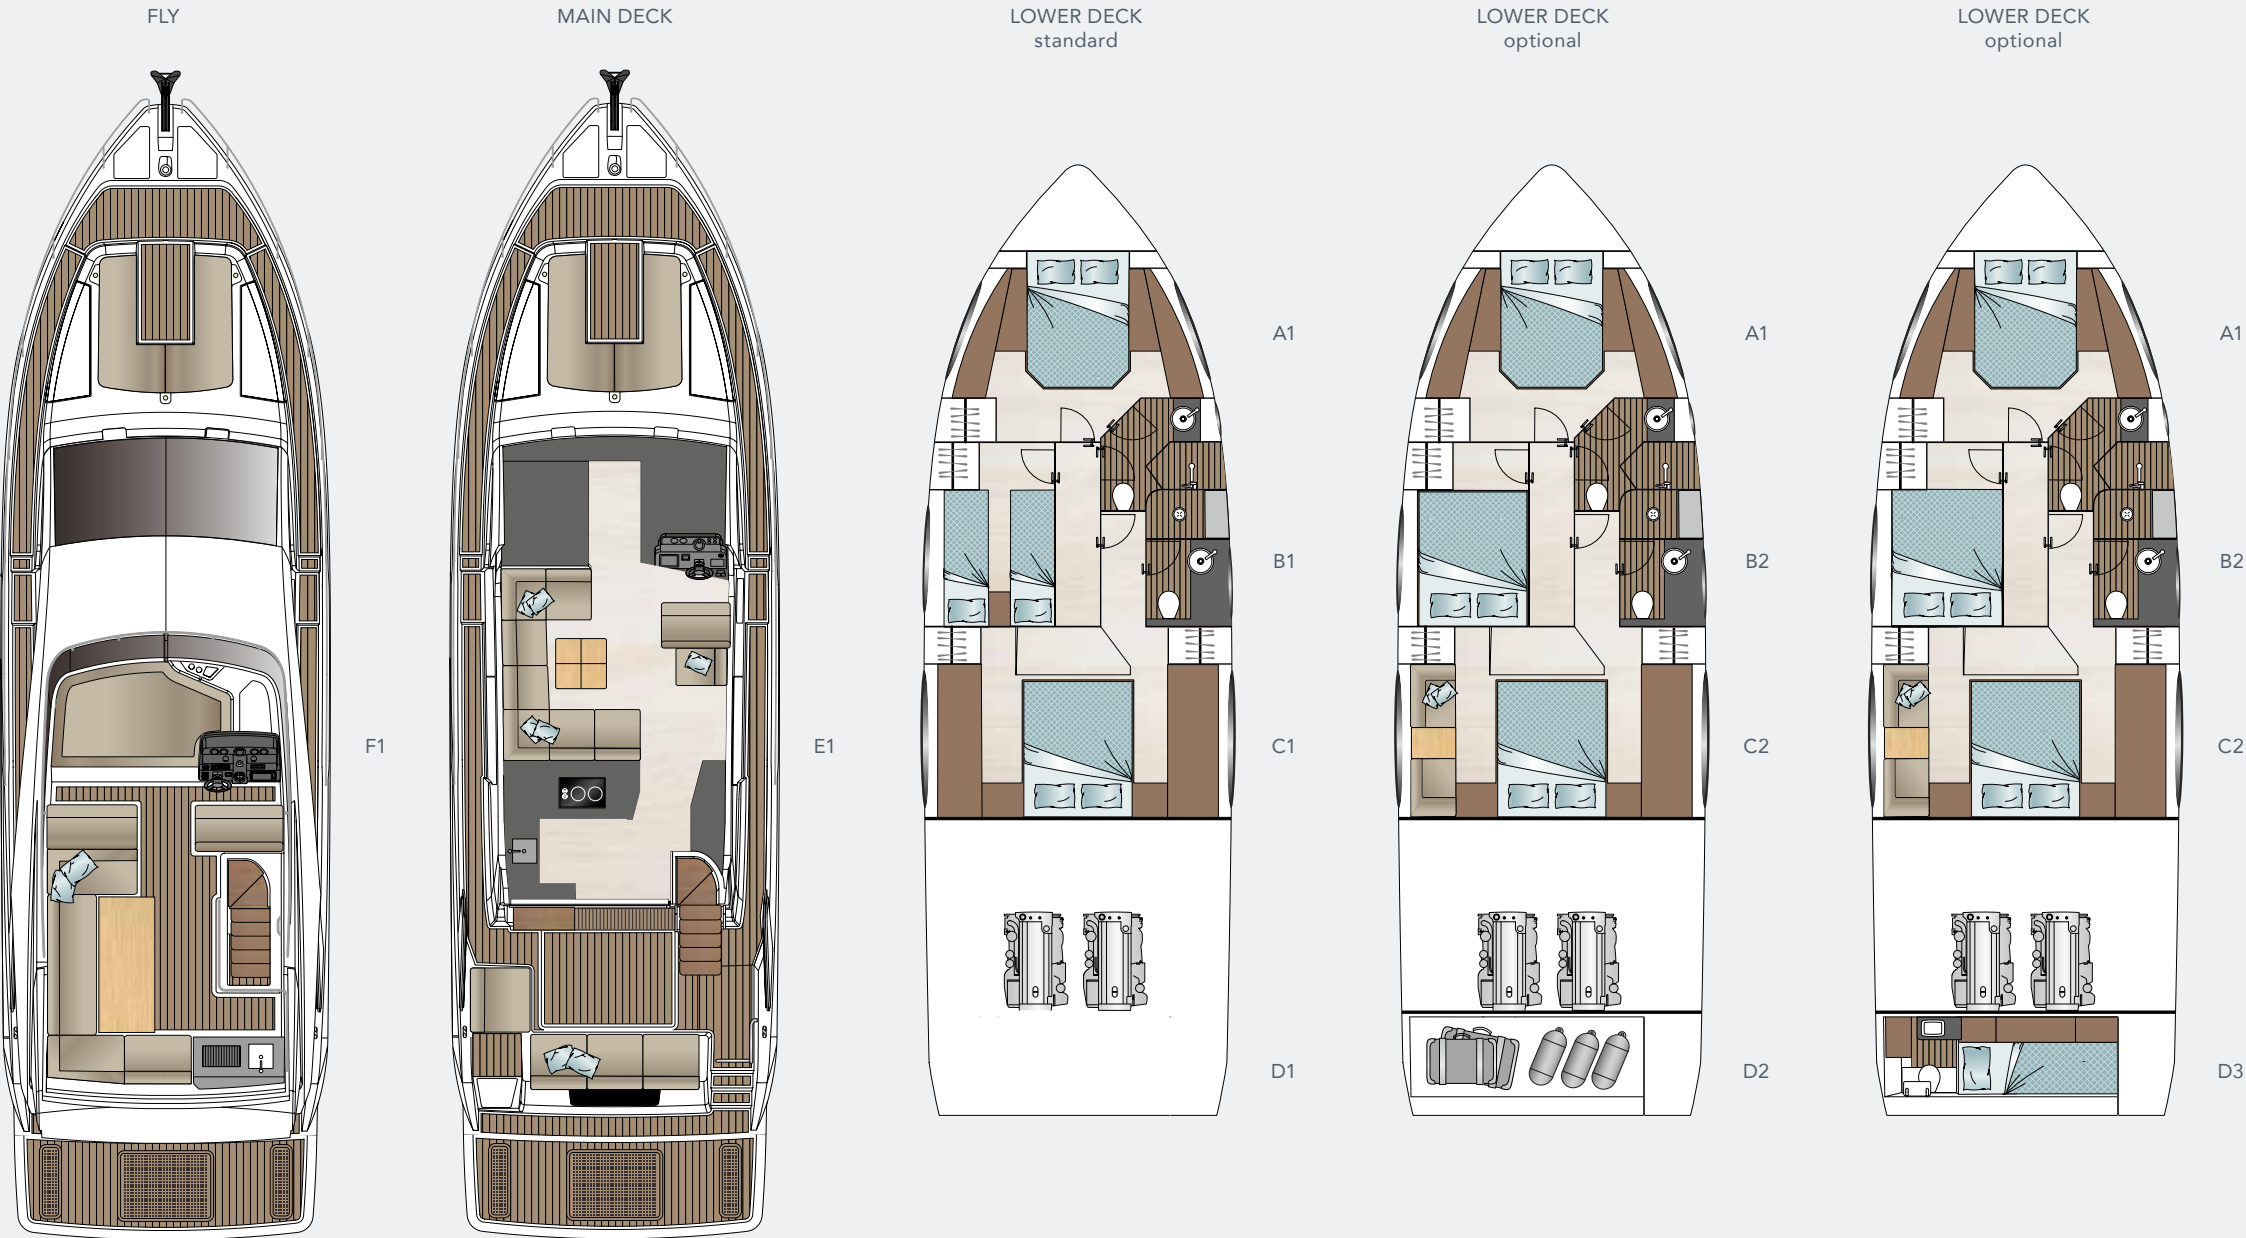 FLY
MAIN DECK
LOWER DECK
standard
LOWER DECK
optional
LOWER DECK
optional
A1
A1
A1
B1
B2
B2
F1
E1
C1
C2
C2
D1
D2
D3